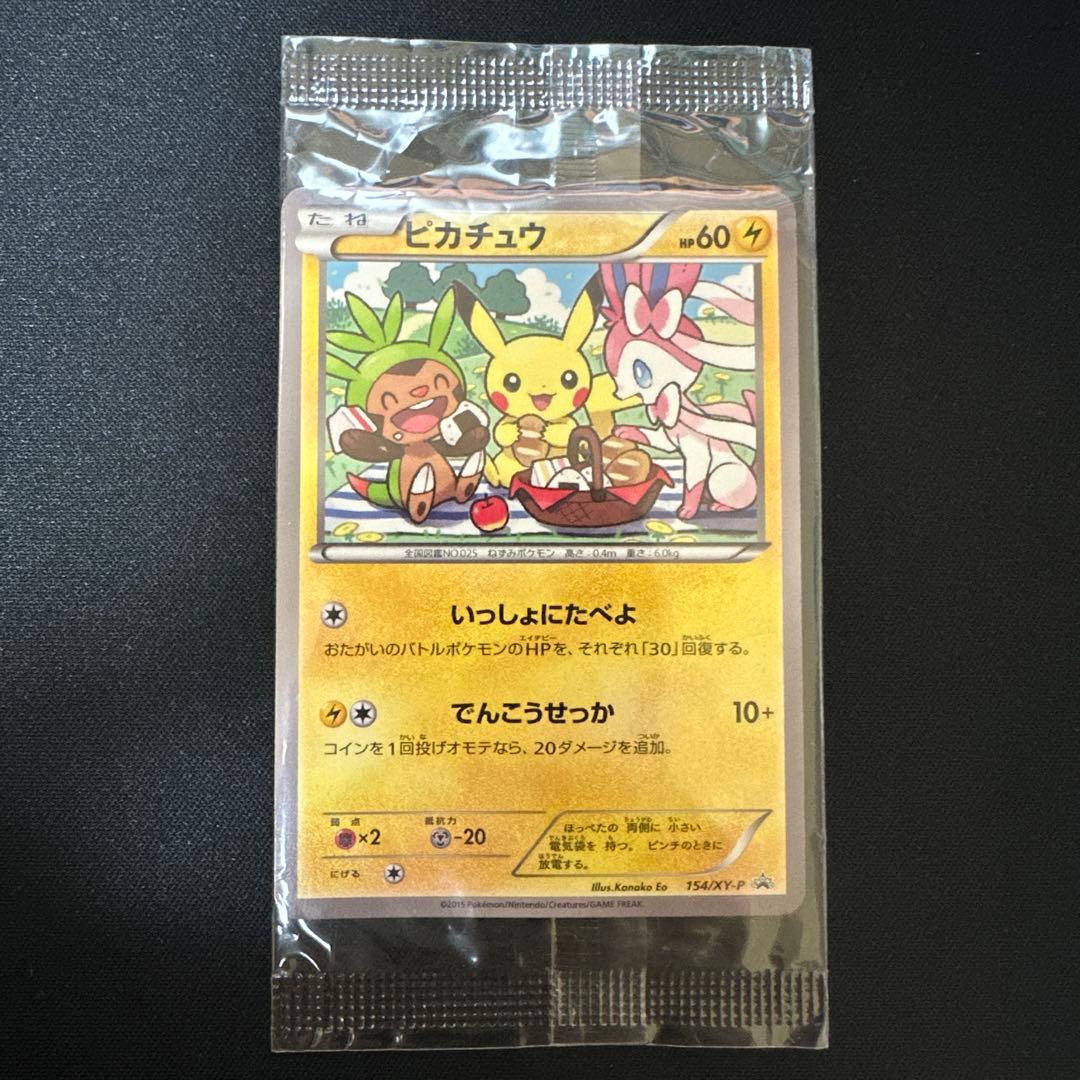 たね ピカチュウ HP60
全国図鑑NO.025 ねずみポケモン 高さ:0.4m 重さ:6.0kg
いっしょにたべよ
おたがいのバトルポケモンのHPを、それぞれ「30」回復する。
でんこうせっか 10+
コインを1回投げオモテなら、20ダメージを追加。
弱点 抵抗力
×2 -20
にげる
ほっぺたの 両側に 小さい
電気袋を 持つ。 ピンチのときに
放電する。
Illus.Kanako Eo 154/XY-P
©2015 Pokémon/Nintendo/Creatures/GAME FREAK.